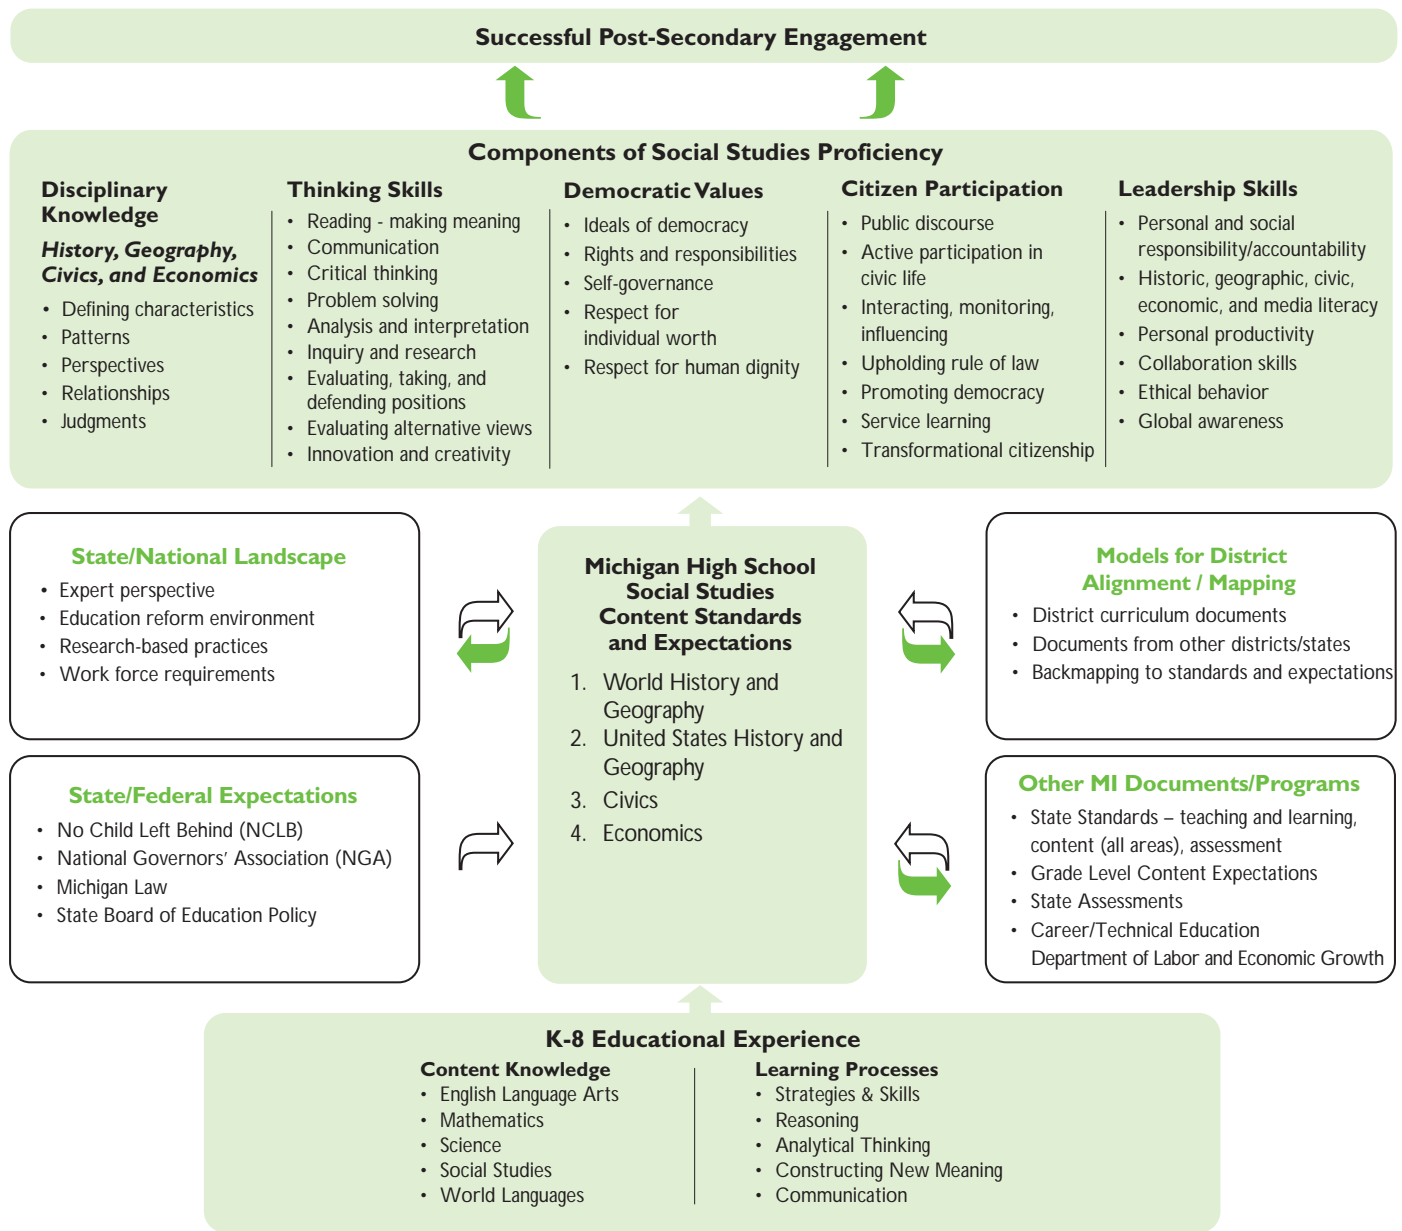 Successful Post-Secondary Engagement
Components of Social Studies Proficiency
Disciplinary
Knowledge
History, Geography,
Civics, and Economics
• Defining characteristics
• Patterns
• Perspectives
• Relationships
• Judgments
Thinking Skills
• Reading - making meaning
• Communication
• Critical thinking
• Problem solving
• Analysis and interpretation
• Inquiry and research
• Evaluating, taking, and
defending positions
• Evaluating alternative views
• Innovation and creativity
Democratic Values
• Ideals of democracy
• Rights and responsibilities
• Self-governance
• Respect for
individual worth
• Respect for human dignity
Citizen Participation
• Public discourse
• Active participation in
civic life
• Interacting, monitoring,
influencing
• Upholding rule of law
• Promoting democracy
• Service learning
• Transformational citizenship
Leadership Skills
• Personal and social
responsibility/accountability
• Historic, geographic, civic,
economic, and media literacy
• Personal productivity
• Collaboration skills
• Ethical behavior
• Global awareness
State/National Landscape
• Expert perspective
• Education reform environment
• Research-based practices
• Work force requirements
State/Federal Expectations
• No Child Left Behind (NCLB)
• National Governors' Association (NGA)
• Michigan Law
• State Board of Education Policy
Michigan High School
Social Studies
Content Standards
and Expectations
1. World History and
Geography
2. United States History and
Geography
3. Civics
4. Economics
Models for District
Alignment / Mapping
• District curriculum documents
• Documents from other districts/states
• Backmapping to standards and expectations
Other MI Documents/Programs
• State Standards – teaching and learning,
content (all areas), assessment
• Grade Level Content Expectations
• State Assessments
• Career/Technical Education
Department of Labor and Economic Growth
K-8 Educational Experience
Content Knowledge
• English Language Arts
• Mathematics
• Science
• Social Studies
• World Languages
Learning Processes
• Strategies & Skills
• Reasoning
• Analytical Thinking
• Constructing New Meaning
• Communication